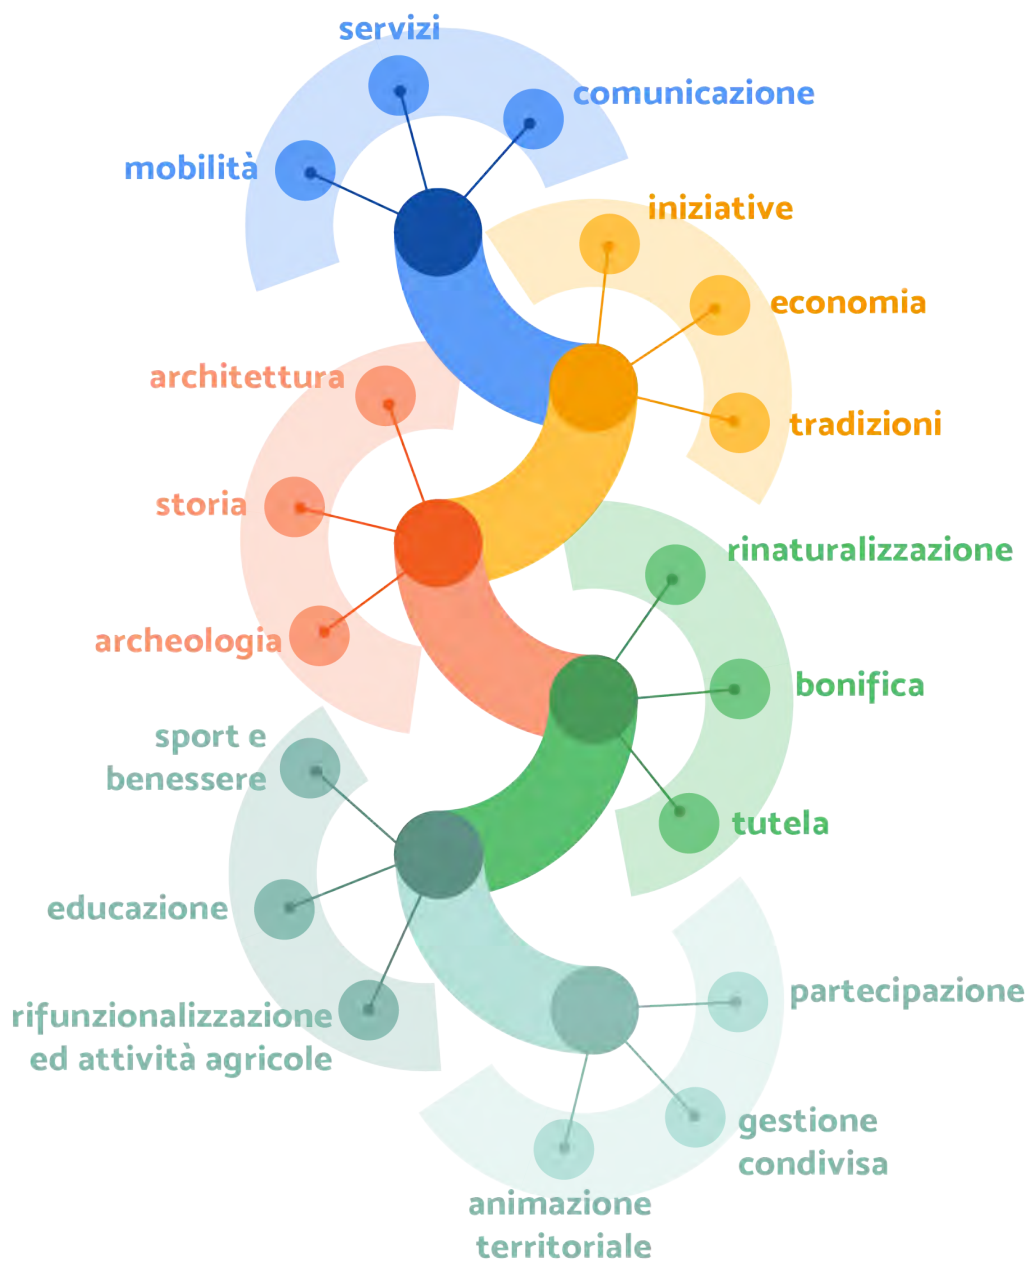 servizi
comunicazione
mobilità
iniziative
economia
tradizioni
architettura
storia
archeologia
rinaturalizzazione
bonifica
tutela
sport e
benessere
educazione
rifunzionalizzazione
ed attività agricole
partecipazione
gestione
condivisa
animazione
territoriale